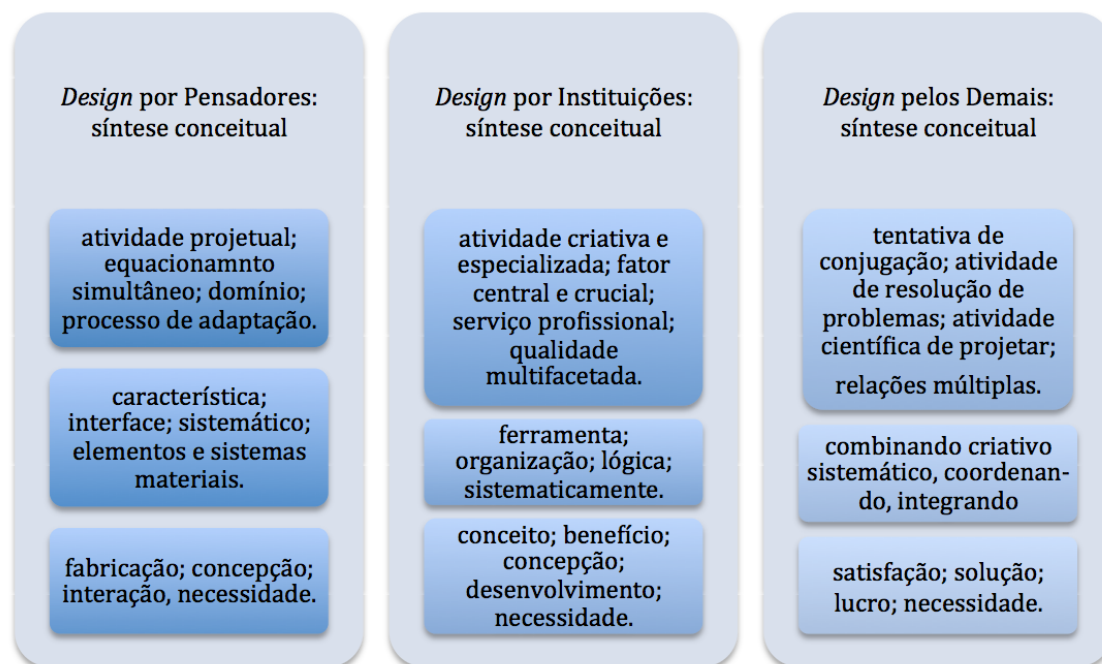 Design por Pensadores:
síntese conceitual
atividade projetual;
equacionamnto
simultâneo; domínio;
processo de adaptação.
característica;
interface; sistemático;
elementos e sistemas
materiais.
fabricação; concepção;
interação, necessidade.
Design por Instituições:
síntese conceitual
atividade criativa e
especializada; fator
central e crucial;
serviço profissional;
qualidade
multifacetada.
ferramenta;
organização; lógica;
sistematicamente.
conceito; benefício;
concepção;
desenvolvimento;
necessidade.
Design pelos Demais:
síntese conceitual
tentativa de
conjugação; atividade
de resolução de
problemas; atividade
científica de projetar;
relações múltiplas.
combinando criativo
sistemático, coordenan-
do, integrando
satisfação; solução;
lucro; necessidade.